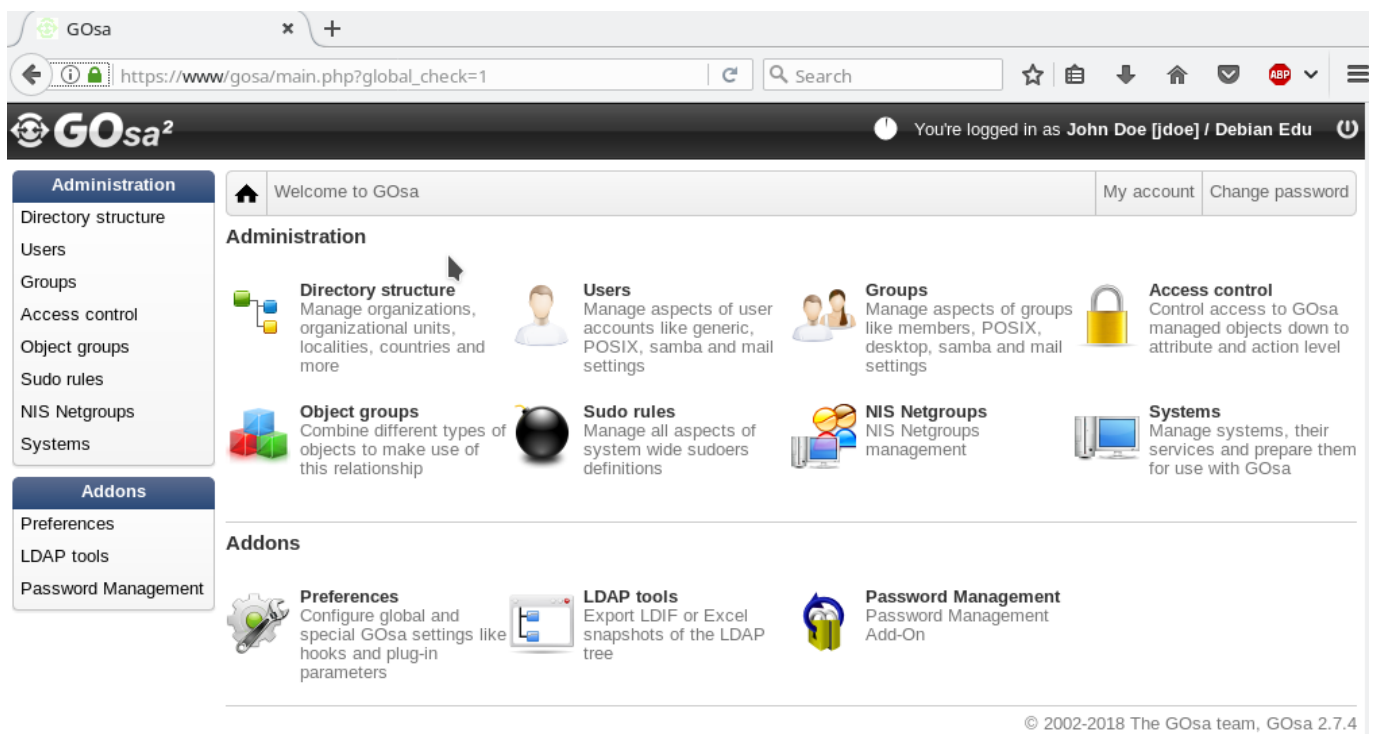 GOsa
https://www/gosa/main.php?global_check=1
Search
ABP
GOsa²
You're logged in as John Doe [jdoe] / Debian Edu
Administration
Directory structure
Users
Groups
Access control
Object groups
Sudo rules
NIS Netgroups
Systems
Addons
Preferences
LDAP tools
Password Management
Welcome to GOsa
My account
Change password
Administration
Directory structure
Manage organizations,
organizational units,
localities, countries and
more
Users
Manage aspects of user
accounts like generic,
POSIX, samba and mail
settings
Groups
Manage aspects of groups
like members, POSIX,
desktop, samba and mail
settings
Access control
Control access to GOsa
managed objects down to
attribute and action level
Object groups
Combine different types of
objects to make use of
this relationship
Sudo rules
Manage all aspects of
system wide sudoers
definitions
NIS Netgroups
NIS Netgroups
management
Systems
Manage systems, their
services and prepare them
for use with GOsa
Addons
Preferences
Configure global and
special GOsa settings like
hooks and plug-in
parameters
LDAP tools
Export LDIF or Excel
snapshots of the LDAP
tree
Password Management
Password Management
Add-On
© 2002-2018 The GOsa team, GOsa 2.7.4